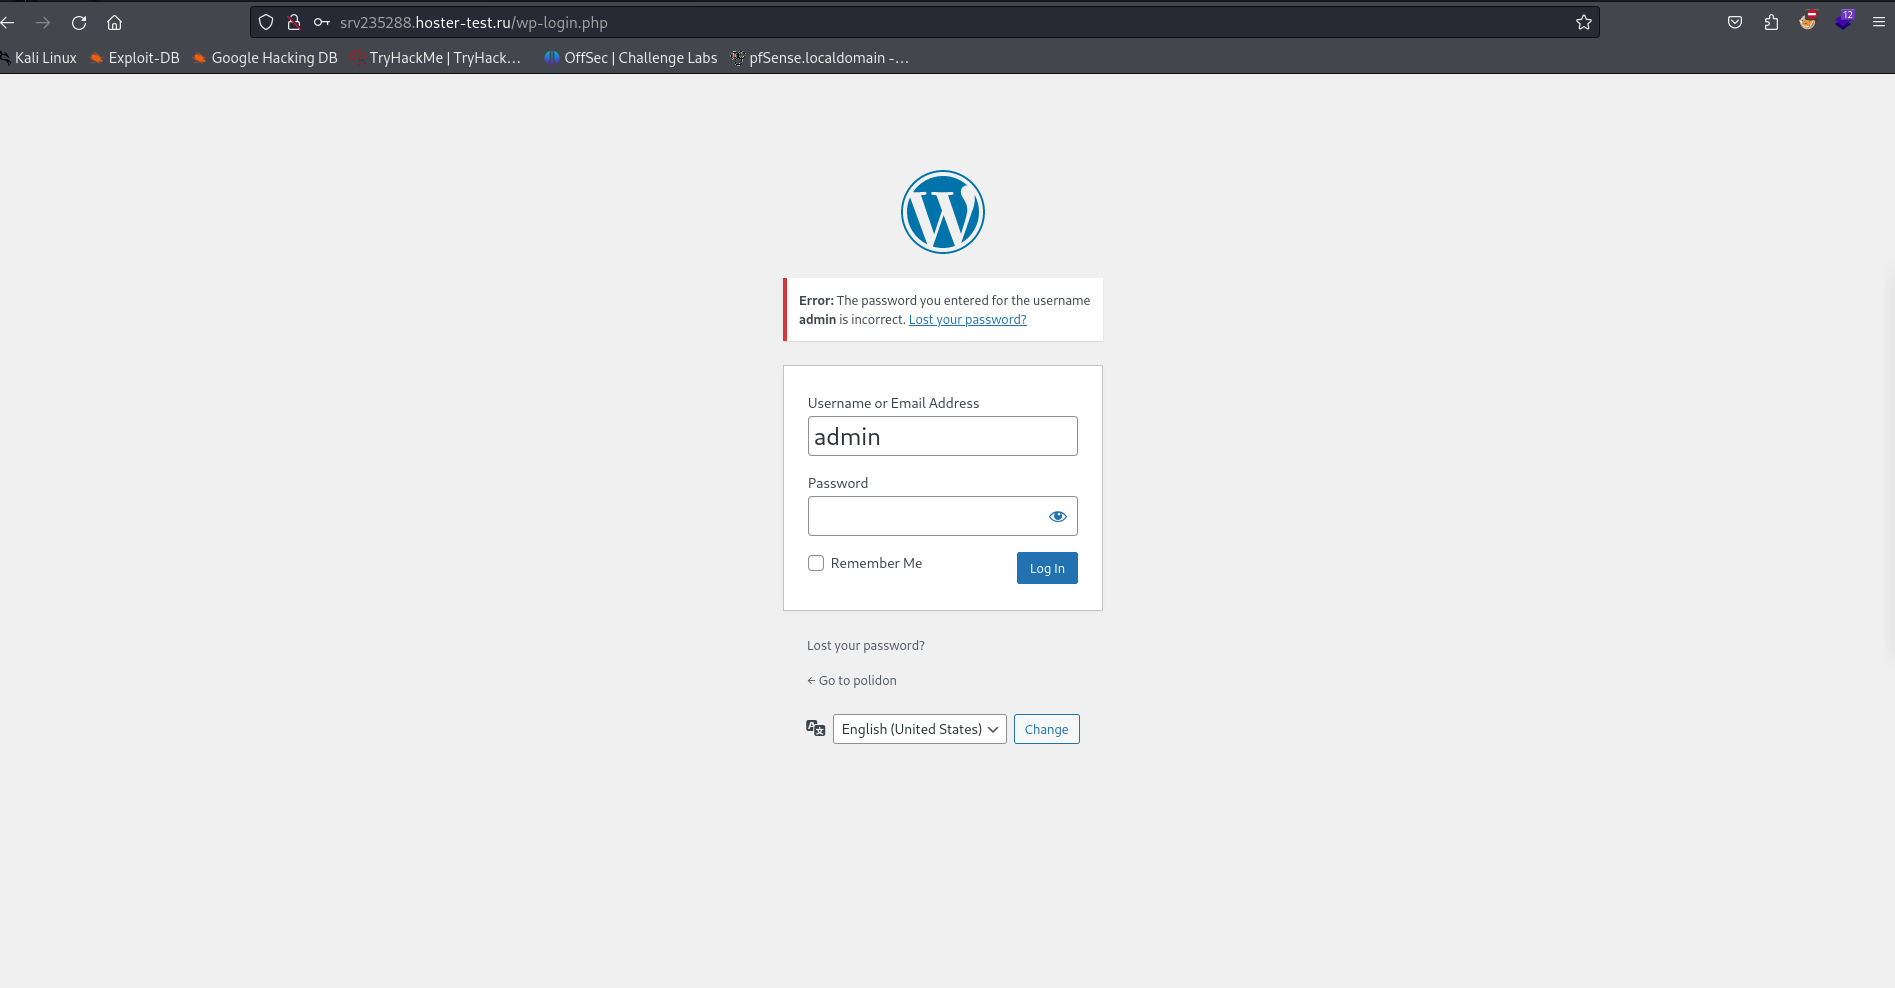 srv235288.hoster-test.ru/wp-login.php
12
Kali Linux Exploit-DB Google Hacking DB TryHackMe | TryHack… OffSec | Challenge Labs pfSense.localdomain -…
Error: The password you entered for the username
admin is incorrect. Lost your password?
Username or Email Address
admin
Password
Remember Me Log In
Lost your password?
← Go to polidon
English (United States) Change